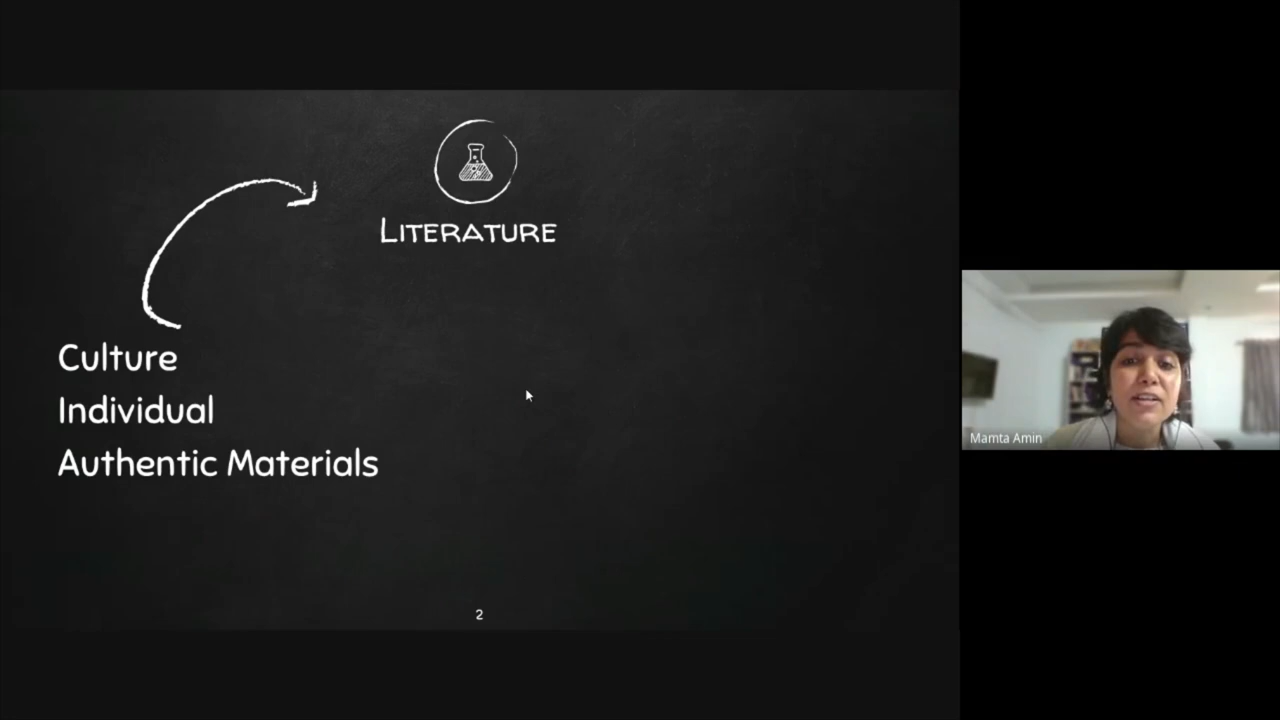 LITERATURE
Culture
Individual
Authentic Materials
2
Mamta Amin